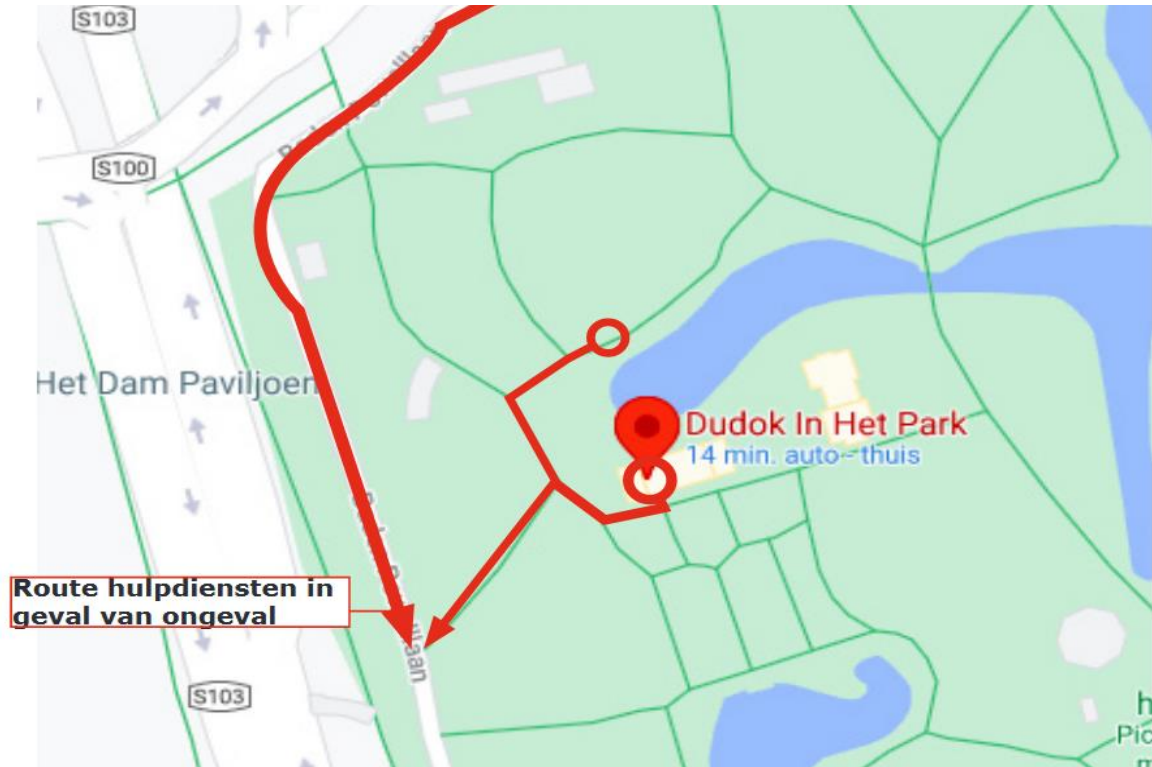 S103
S100
Het Dam Paviljoen
Dudok In Het Park
14 min. auto - thuis
Route hulpdiensten in
geval van ongeval
S103
h
Pic